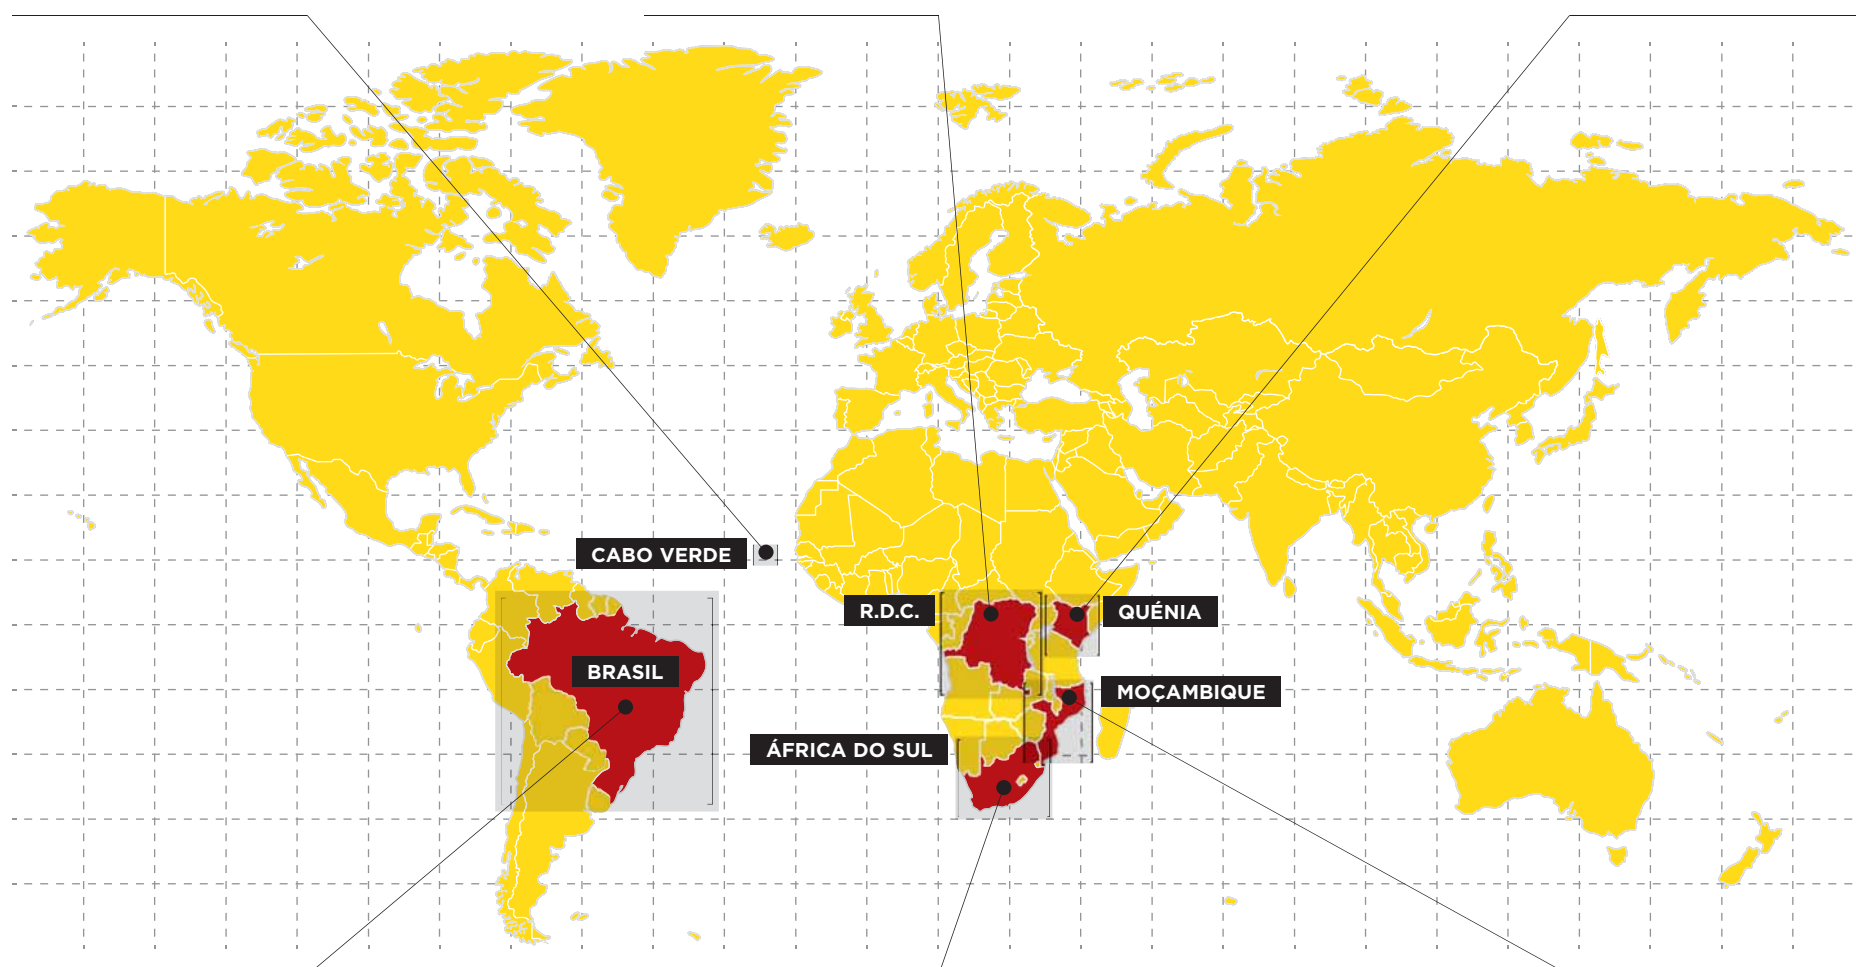 CABO VERDE
R.D.C.
QUÉNIA
BRASIL
MOÇAMBIQUE
ÁFRICA DO SUL